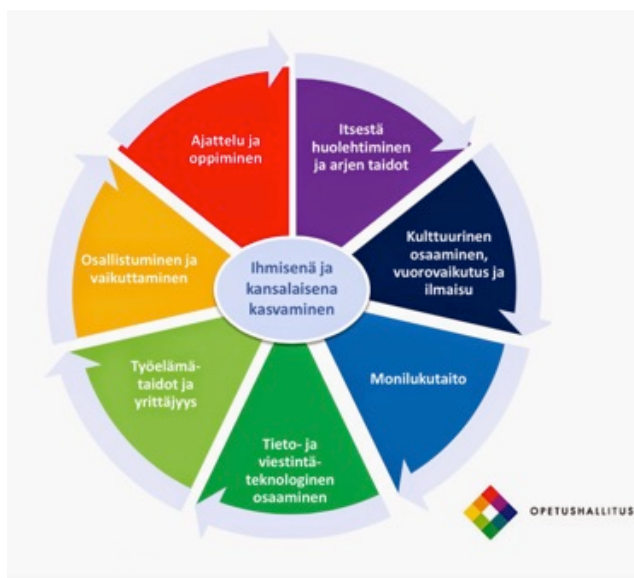 Ajattelu ja
oppiminen
Itsestä
huolehtiminen
ja arjen taidot
Kulttuurinen
osaaminen,
vuorovaikutus ja
ilmaisu
Monilukutaito
Tieto- ja
viestintä-
teknologinen
osaaminen
Työelämä-
taidot ja
yrittäjyys
Osallistuminen ja
vaikuttaminen
Ihmisenä ja
kansalaisena
kasvaminen
OPETUSHALLITUS